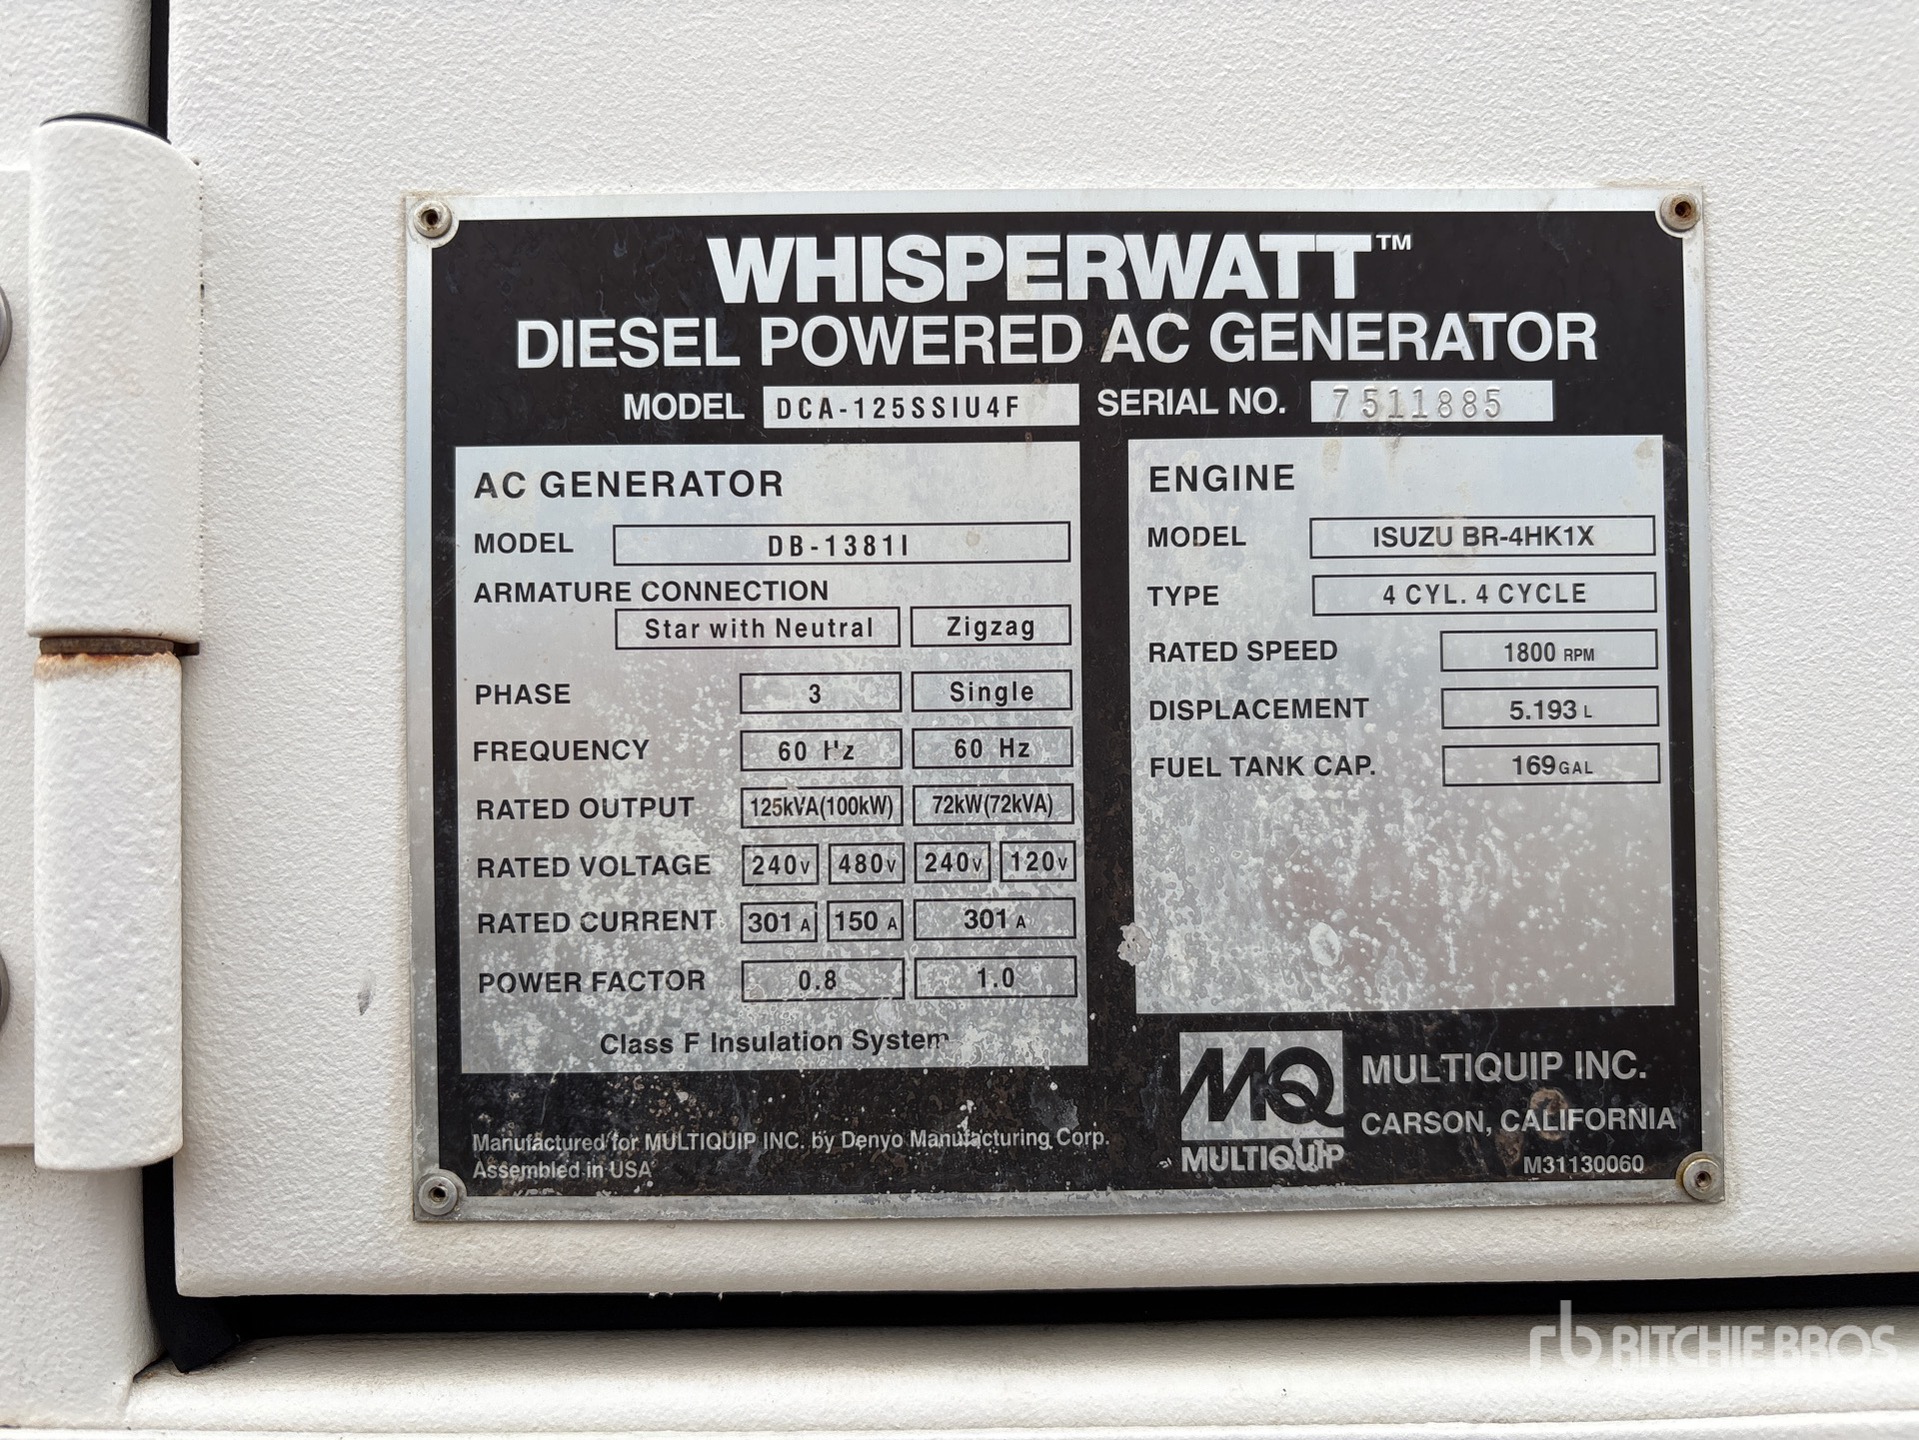 WHISPERWATT™
DIESEL POWERED AC GENERATOR
MODEL DCA-125SSIU4F SERIAL NO. 7511885
AC GENERATOR
MODEL DB-1381I
ARMATURE CONNECTION
Star with Neutral Zigzag
PHASE 3 Single
FREQUENCY 60 Hz 60 Hz
RATED OUTPUT 125kVA(100kW) 72kW(72kVA)
RATED VOLTAGE 240V 480V 240V 120V
RATED CURRENT 301 A 150 A 301 A
POWER FACTOR 0.8 1.0
Class F Insulation System
Manufactured for MULTIQUIP INC. by Denyo Manufacturing Corp.
Assembled in USA
ENGINE
MODEL ISUZU BR-4HK1X
TYPE 4 CYL. 4 CYCLE
RATED SPEED 1800 RPM
DISPLACEMENT 5.193 L
FUEL TANK CAP. 169 GAL
MQ
MULTIQUIP
MULTIQUIP INC.
CARSON, CALIFORNIA
M31130060
rb RITCHIE BROS.